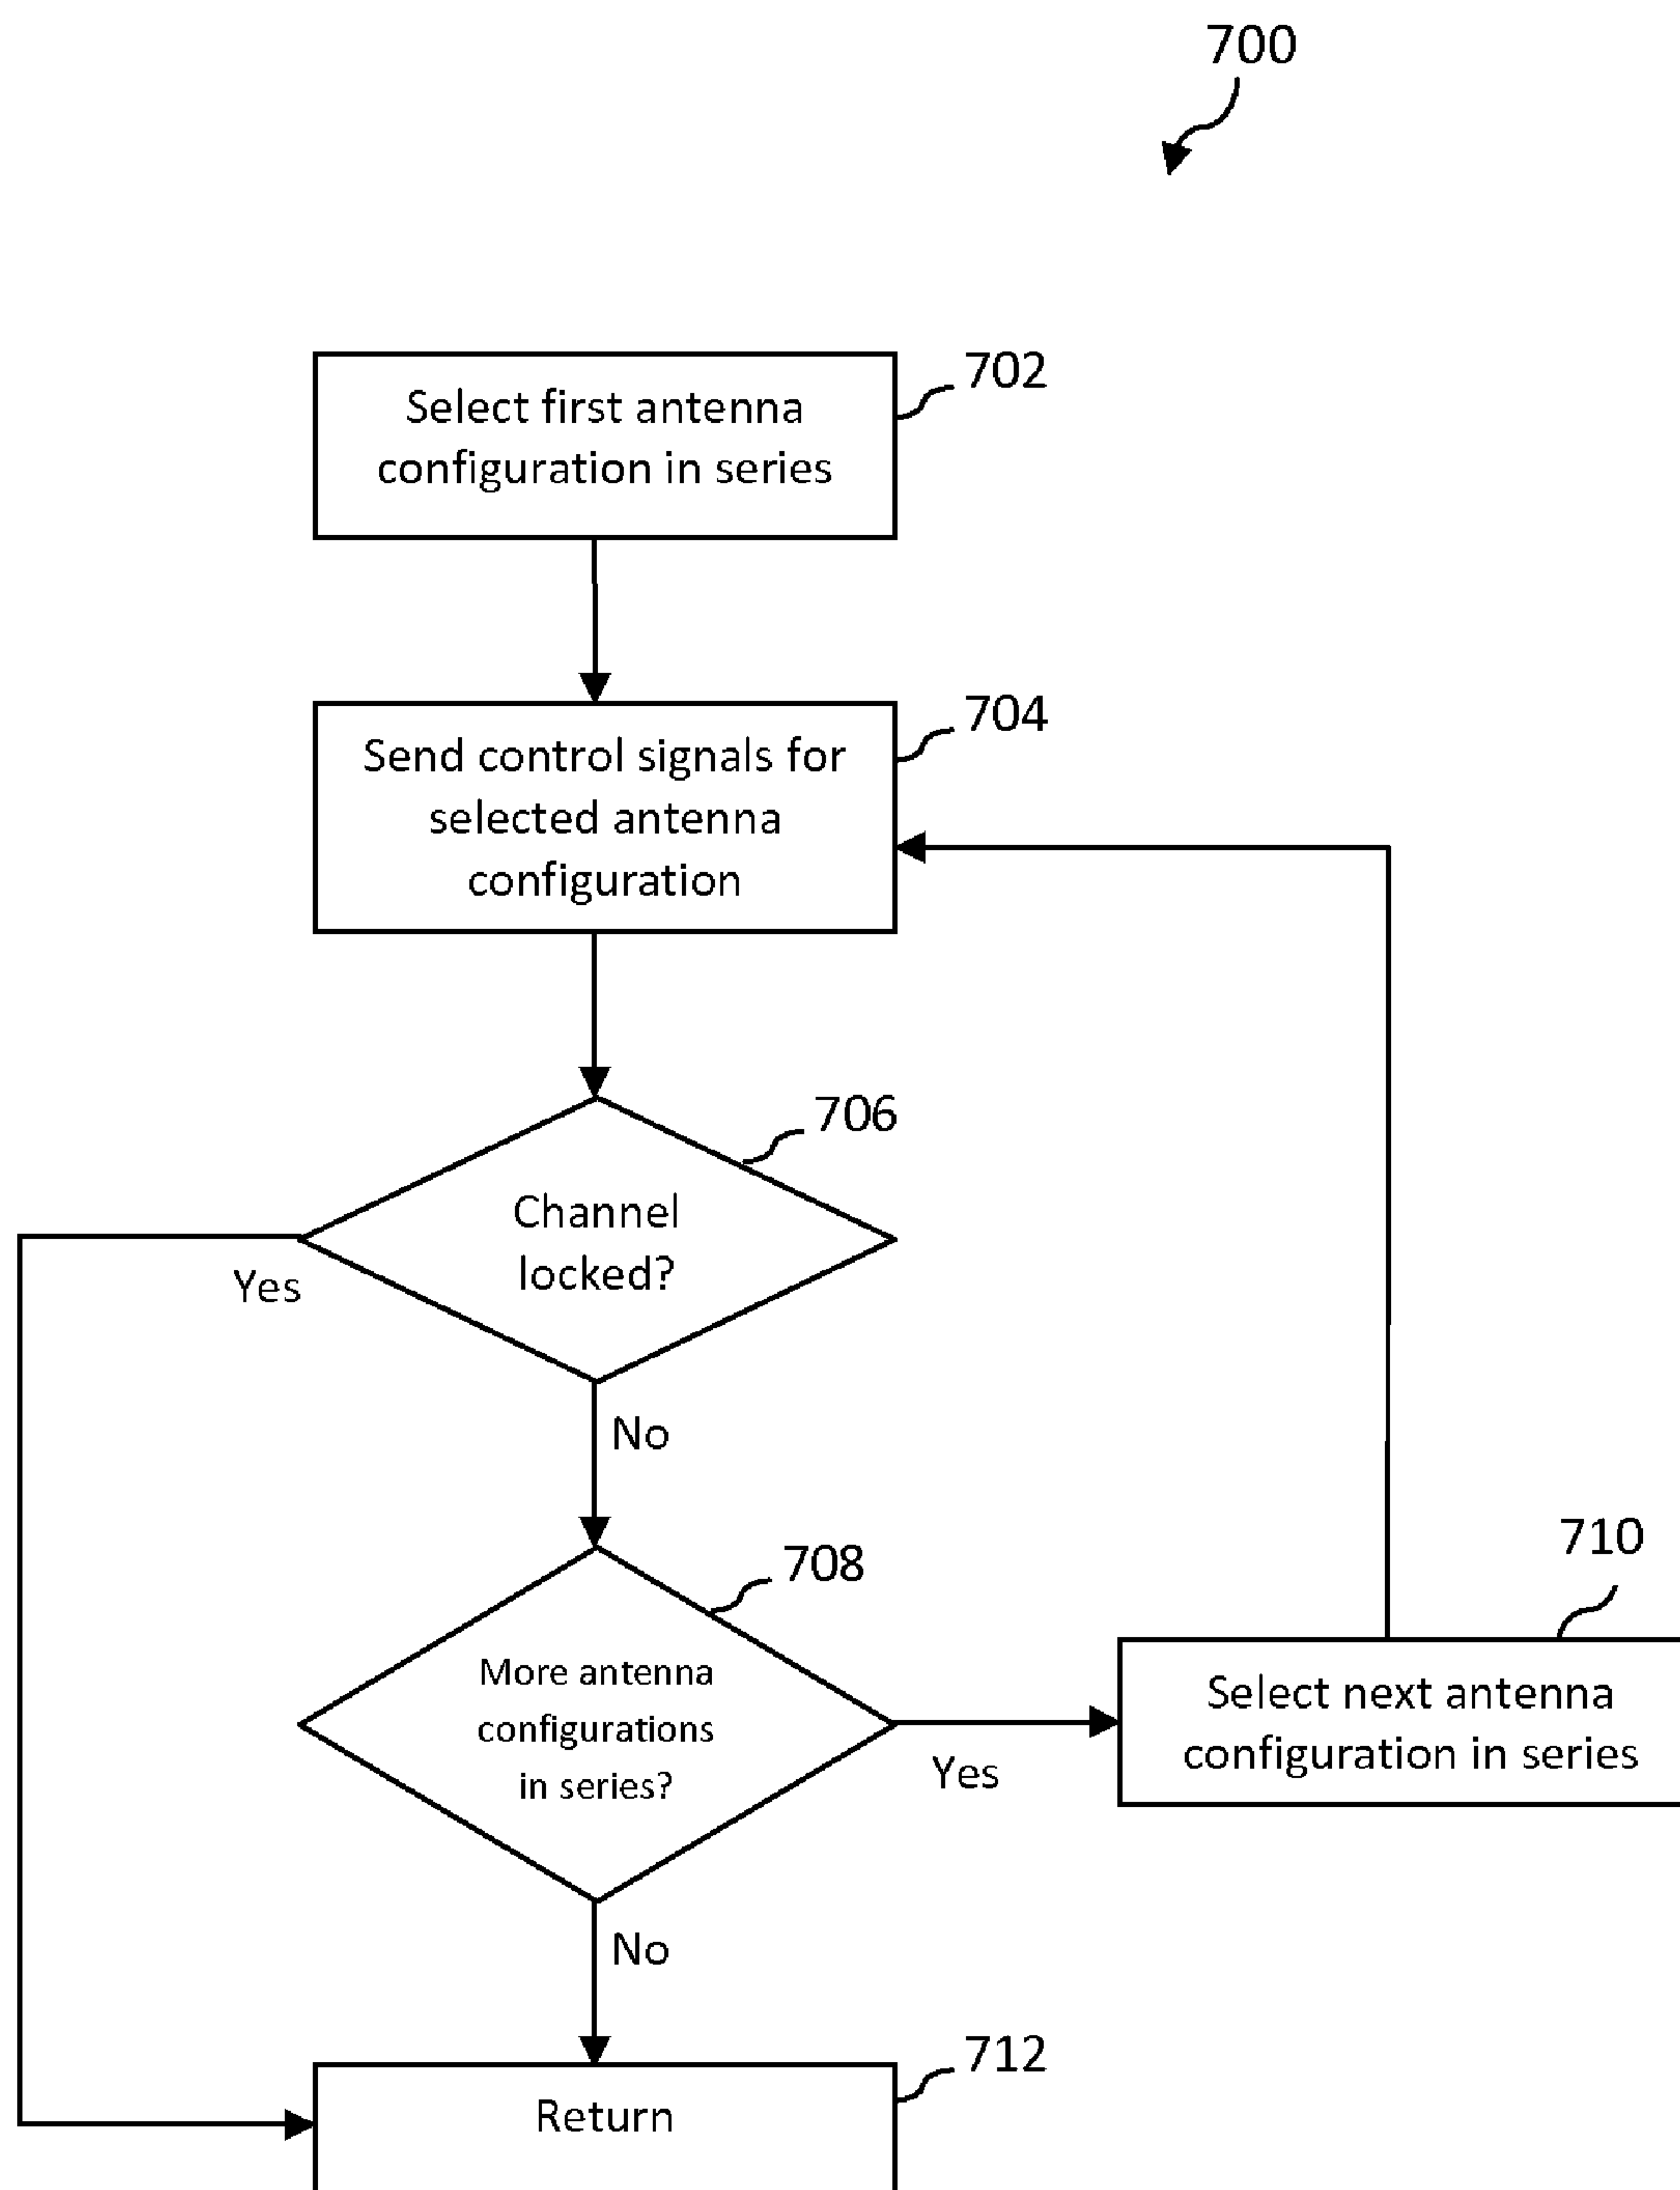 700
702
Select first antenna
configuration in series
704
Send control signals for
selected antenna
configuration
706
Channel
locked?
Yes
No
708
More antenna
configurations
in series?
Yes
710
Select next antenna
configuration in series
No
712
Return